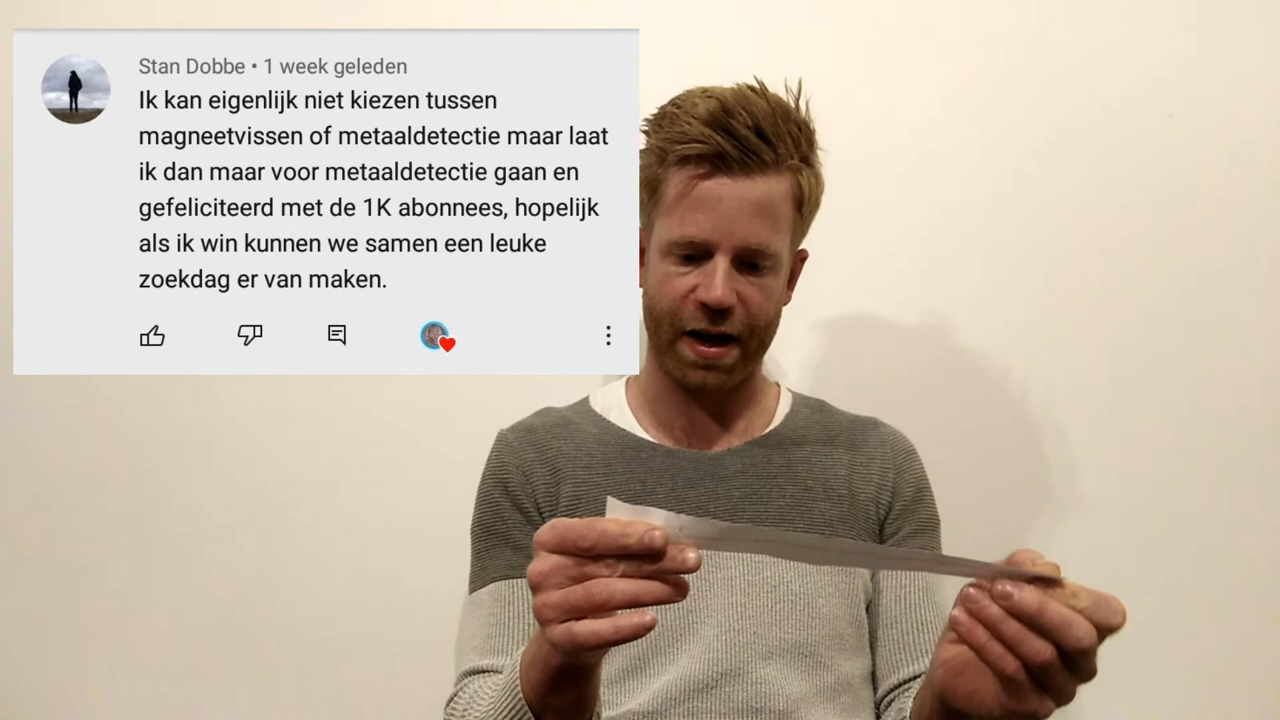 Stan Dobbe • 1 week geleden
Ik kan eigenlijk niet kiezen tussen
magneetvissen of metaaldetectie maar laat
ik dan maar voor metaaldetectie gaan en
gefeliciteerd met de 1K abonnees, hopelijk
als ik win kunnen we samen een leuke
zoekdag er van maken.